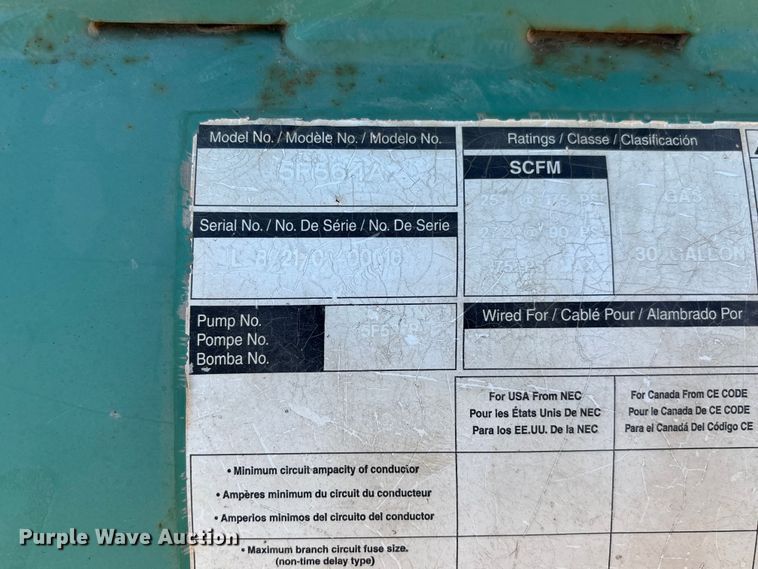 Model No. / Modèle No. / Modelo No.
Ratings / Classe / Clasificación
SCFM
GAS
30 GALLON
Serial No. / No. De Série / No. De Serie
Pump No.
Pompe No.
Bomba No.
Wired For / Cablé Pour / Alambrado Por
For USA From NEC
Pour les États Unis De NEC
Para los EE.UU. De la NEC
For Canada From CE CODE
Pour le Canada De CE CODE
Para el Canadá Del Código CE
• Minimum circuit ampacity of conductor
• Ampères minimum du circuit du conducteur
• Amperios minimos del circuito del conductor
• Maximum branch circuit fuse size.
(non-time delay type)
Purple Wave Auction